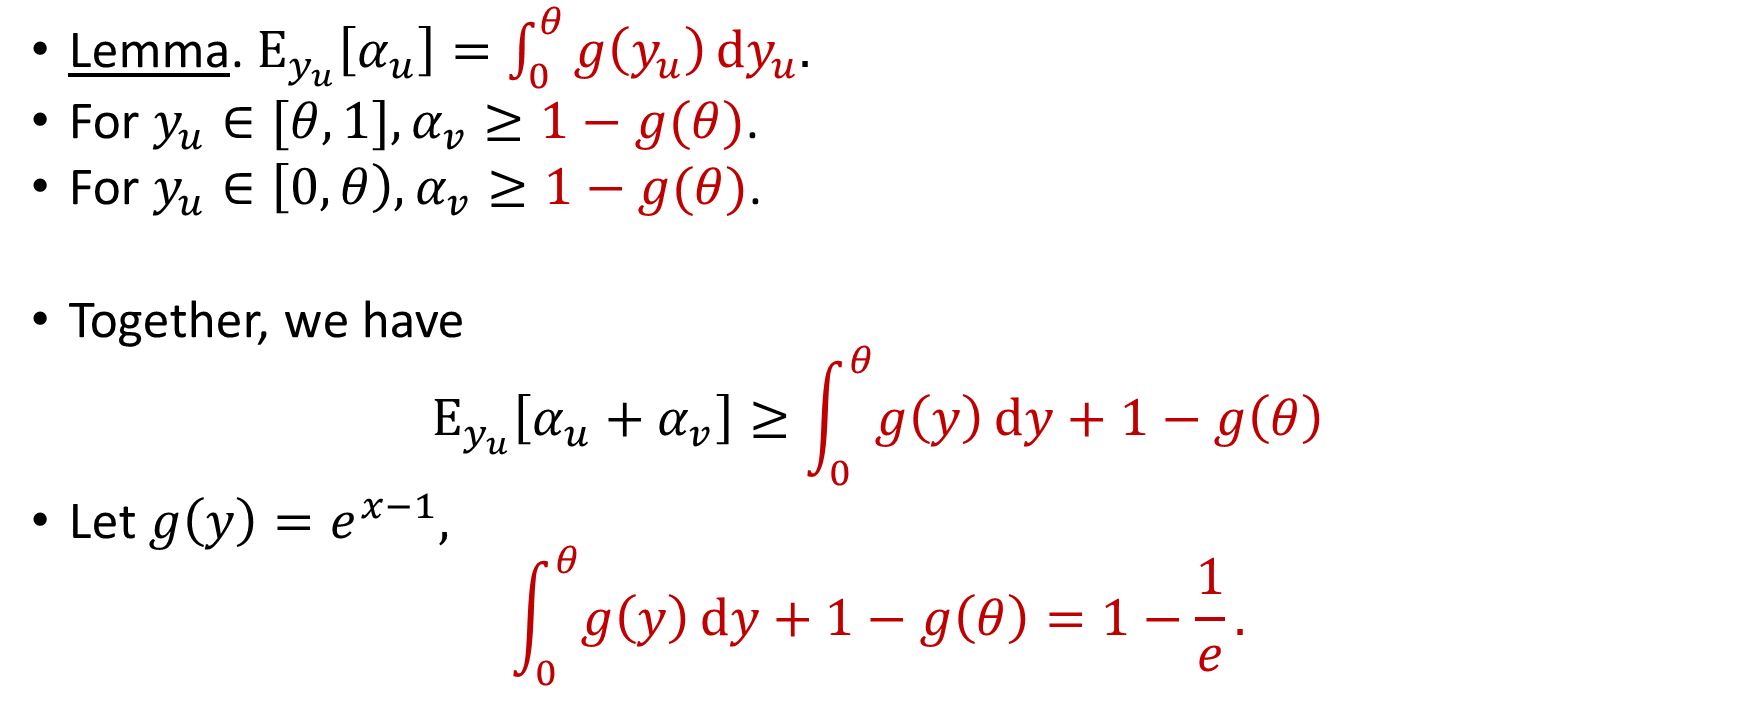 • Lemma. E_{y_u}[α_u] = ∫_0^θ g(y_u) dy_u.
• For y_u ∈ [θ, 1], α_v ≥ 1 − g(θ).
• For y_u ∈ [0, θ), α_v ≥ 1 − g(θ).
• Together, we have
E_{y_u}[α_u + α_v] ≥ ∫_0^θ g(y) dy + 1 − g(θ)
• Let g(y) = e^{x−1},
∫_0^θ g(y) dy + 1 − g(θ) = 1 − \frac{1}{e}.